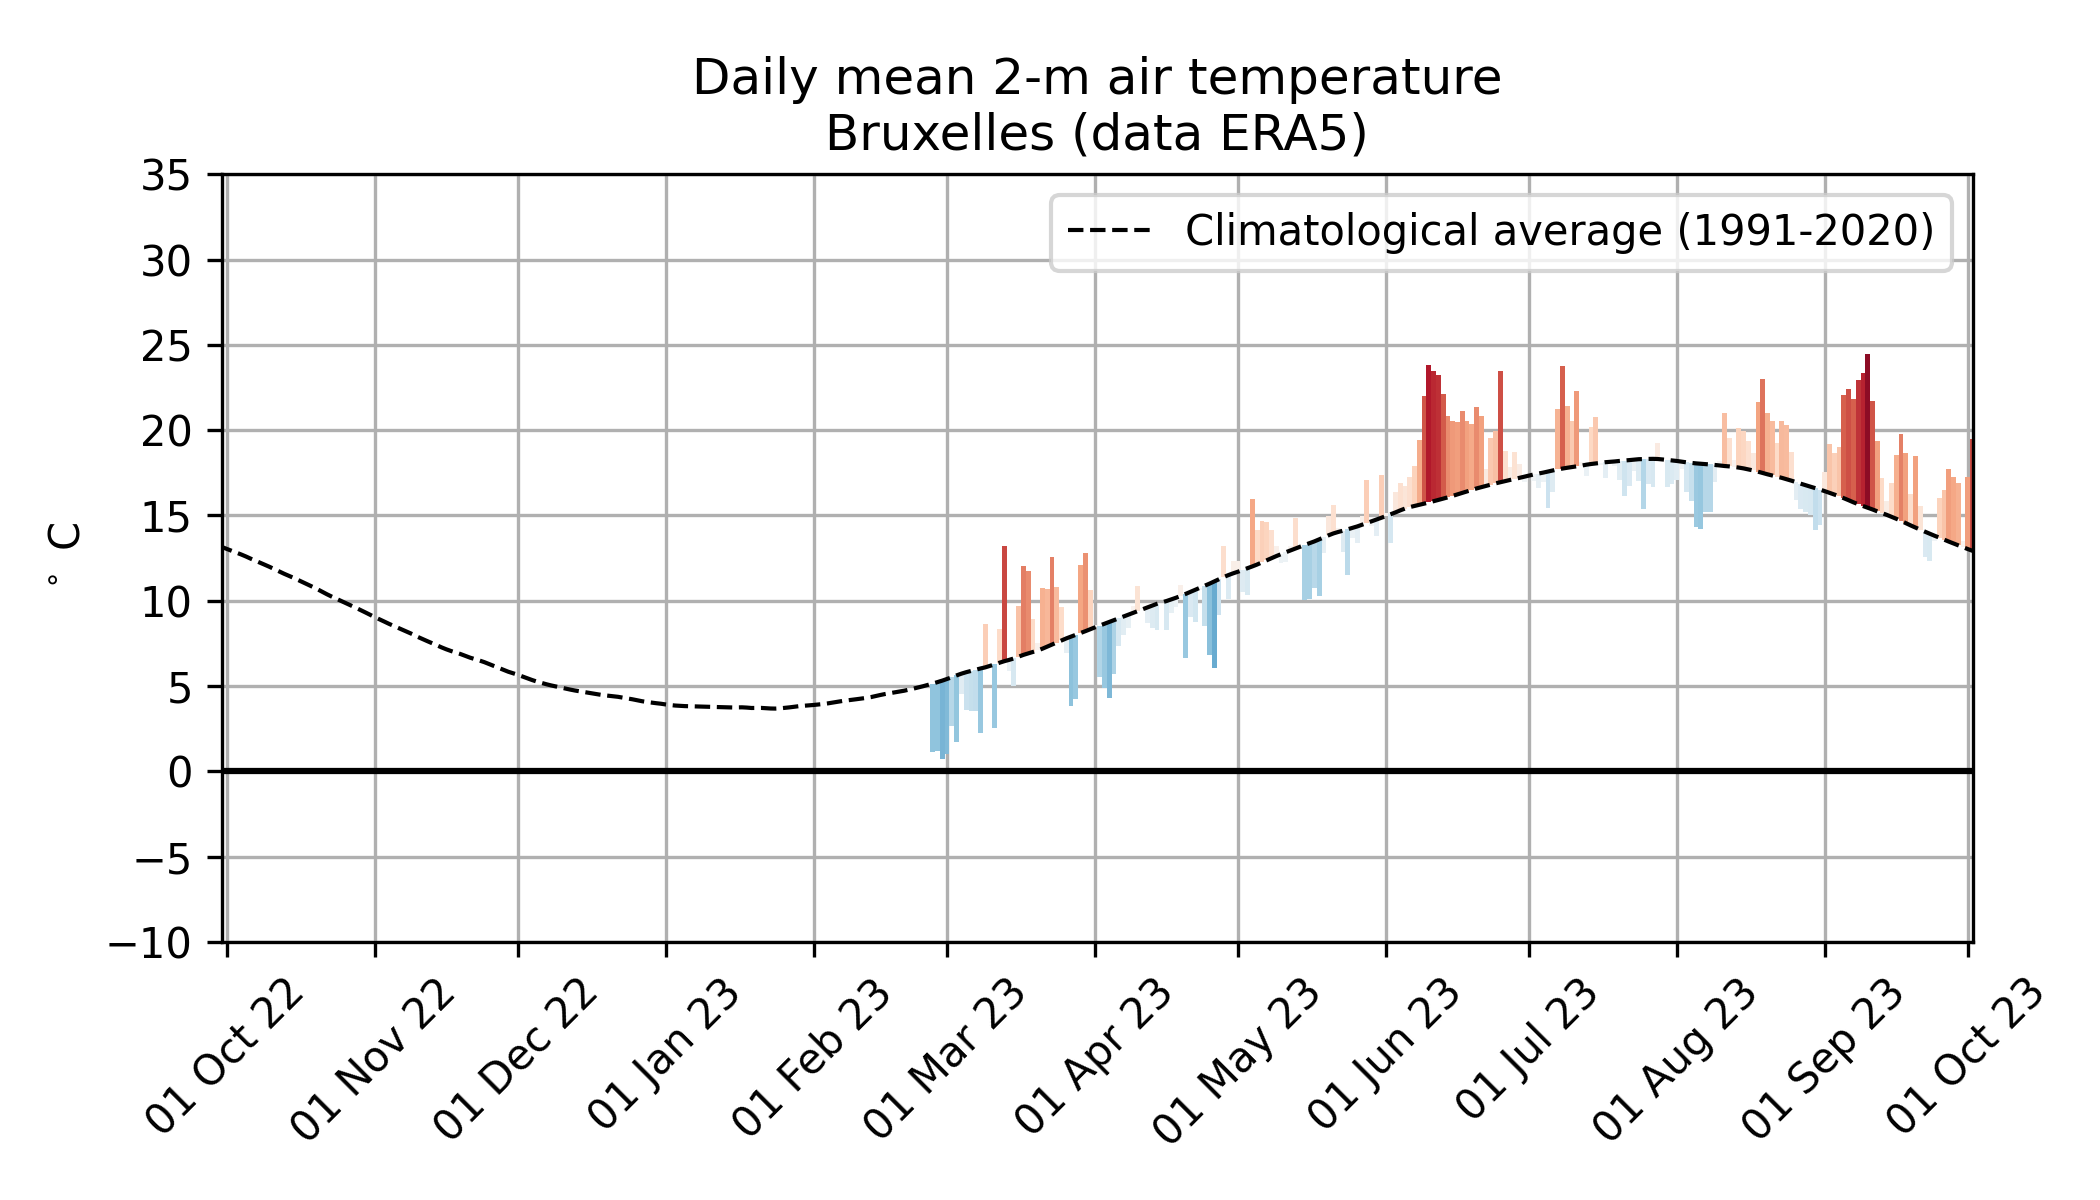 Daily mean 2-m air temperature
Bruxelles (data ERA5)
Climatological average (1991-2020)
35
30
25
20
15
10
5
0
−5
−10
° C
01 Oct 22
01 Nov 22
01 Dec 22
01 Jan 23
01 Feb 23
01 Mar 23
01 Apr 23
01 May 23
01 Jun 23
01 Jul 23
01 Aug 23
01 Sep 23
01 Oct 23